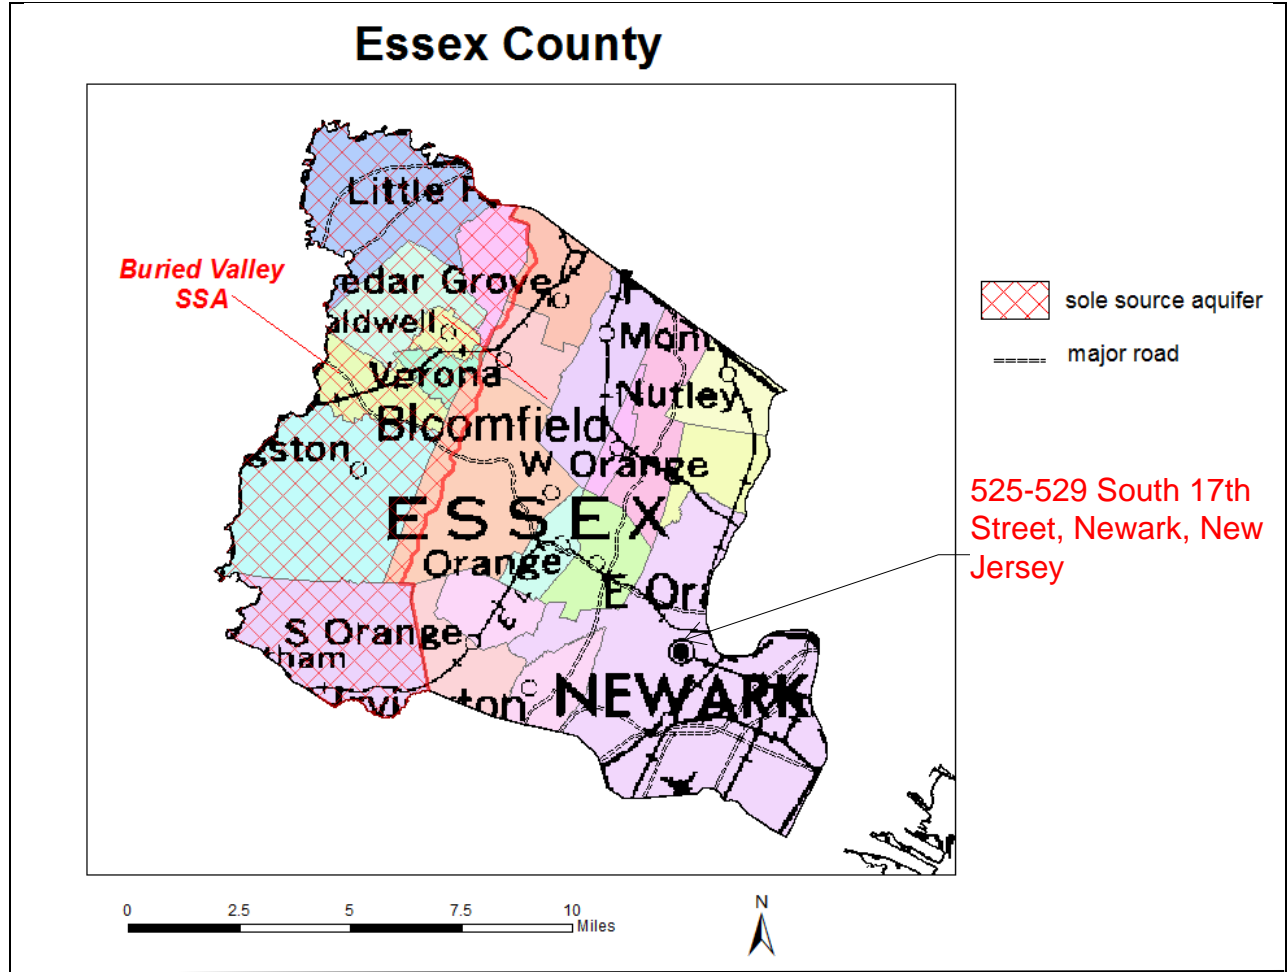 Essex County
Little F
Buried Valley
SSA
edar Grove
aldwell
Mont
Verona
Nutley
Bloomfield
gston
W Orange
ESSEX
Orange
E Ora
S Orange
tham
NEWARK
sole source aquifer
major road
525-529 South 17th
Street, Newark, New
Jersey
0 2.5 5 7.5 10
Miles
N